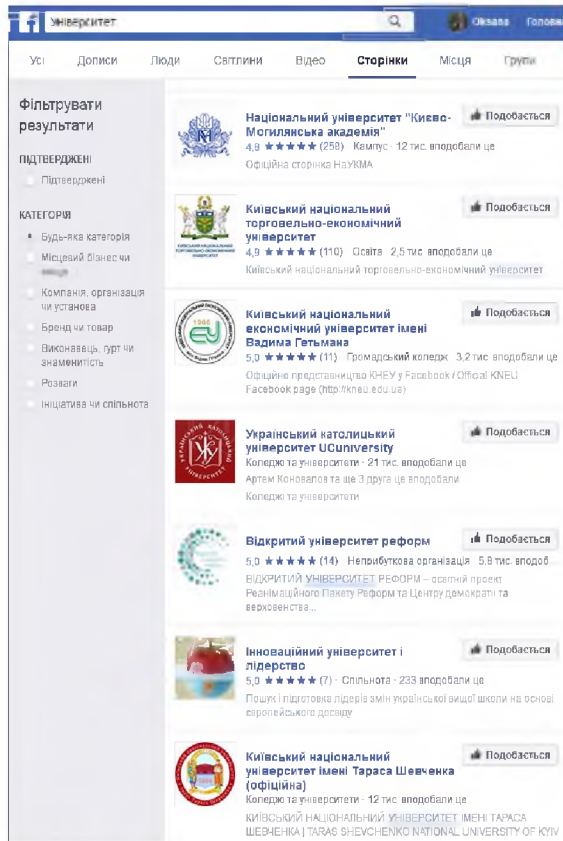 університет
Oksana Головна
Усі Дописи Люди Світлини Відео Сторінки Місця Групи
Фільтрувати
результати
ПІДТВЕРДЖЕНІ
Підтверджені
КАТЕГОРІЯ
Будь-яка категорія
Місцевий бізнес чи
Компанія, організація
чи установа
Бренд чи товар
Виконавець, гурт чи
знаменитість
Розваги
Ініціатива чи спільнота
Національний університет "Києво-
Могилянська академія"
Подобається
4,8 ★★★★★ (258) Кампус · 12 тис. вподобали це
Офіційна сторінка НаУКМА
Київський національний
торговельно-економічний
університет
Подобається
4,9 ★★★★★ (110) Освіта · 2,5 тис вподобали це
Київський національний торговельно-економічний університет
Київський національний
економічний університет імені
Вадима Гетьмана
Подобається
5,0 ★★★★★ (11) Громадський коледж · 3,2 тис вподобали це
Офіційне представництво КНЕУ у Facebook / Official KNEU
Facebook page (http://kneu.edu.ua)
Український католицький
університет UCuniversity
Подобається
Коледжі та університети · 21 тис. вподобали це
Артем Коновалов та ще 3 друга це вподобали
Коледжі та університети
Відкритий університет реформ
Подобається
5,0 ★★★★★ (14) Неприбуткова організація · 5,8 тис. вподоб
ВІДКРИТИЙ УНІВЕРСИТЕТ РЕФОРМ – освітній проект
Реанімаційного Пакету Реформ та Центру демократії та
верховенства...
Інноваційний університет і
лідерство
Подобається
5,0 ★★★★★ (7) · Спільнота · 233 вподобали це
Пошук і підготовка лідерів змін української вищої школи на основі
європейського досвіду
Київський національний
університет імені Тараса Шевченка
(офіційна)
Подобається
Коледжі та університети · 12 тис. вподобали це
КИЇВСЬКИЙ НАЦІОНАЛЬНИЙ УНІВЕРСИТЕТ ІМЕНІ ТАРАСА
ШЕВЧЕНКА | TARAS SHEVCHENKO NATIONAL UNIVERSITY OF KYIV